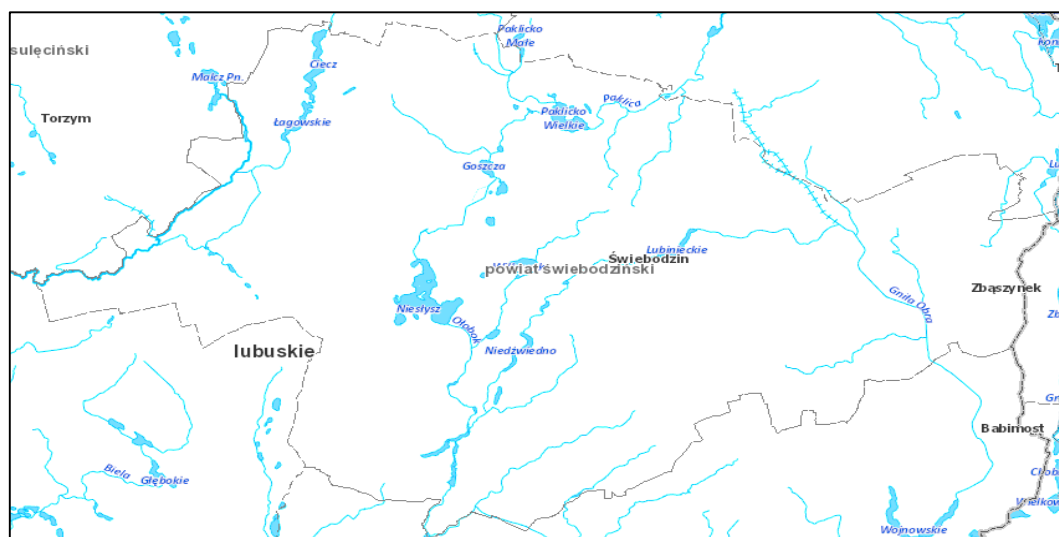 Paklicko
Małe
sulęciński
Ciecz
Malcz Pn.
Torzym
Łagowskie
Paklica
Paklicko
Wielkie
Goszcza
Lubinieckie
Świebodzin
powiat świebodziński
Gniła Obra
Zbąszynek
Niesłysz
Ołobok
Niedźwiedno
lubuskie
Babimost
Biela
Głębokie
Wojnowskie